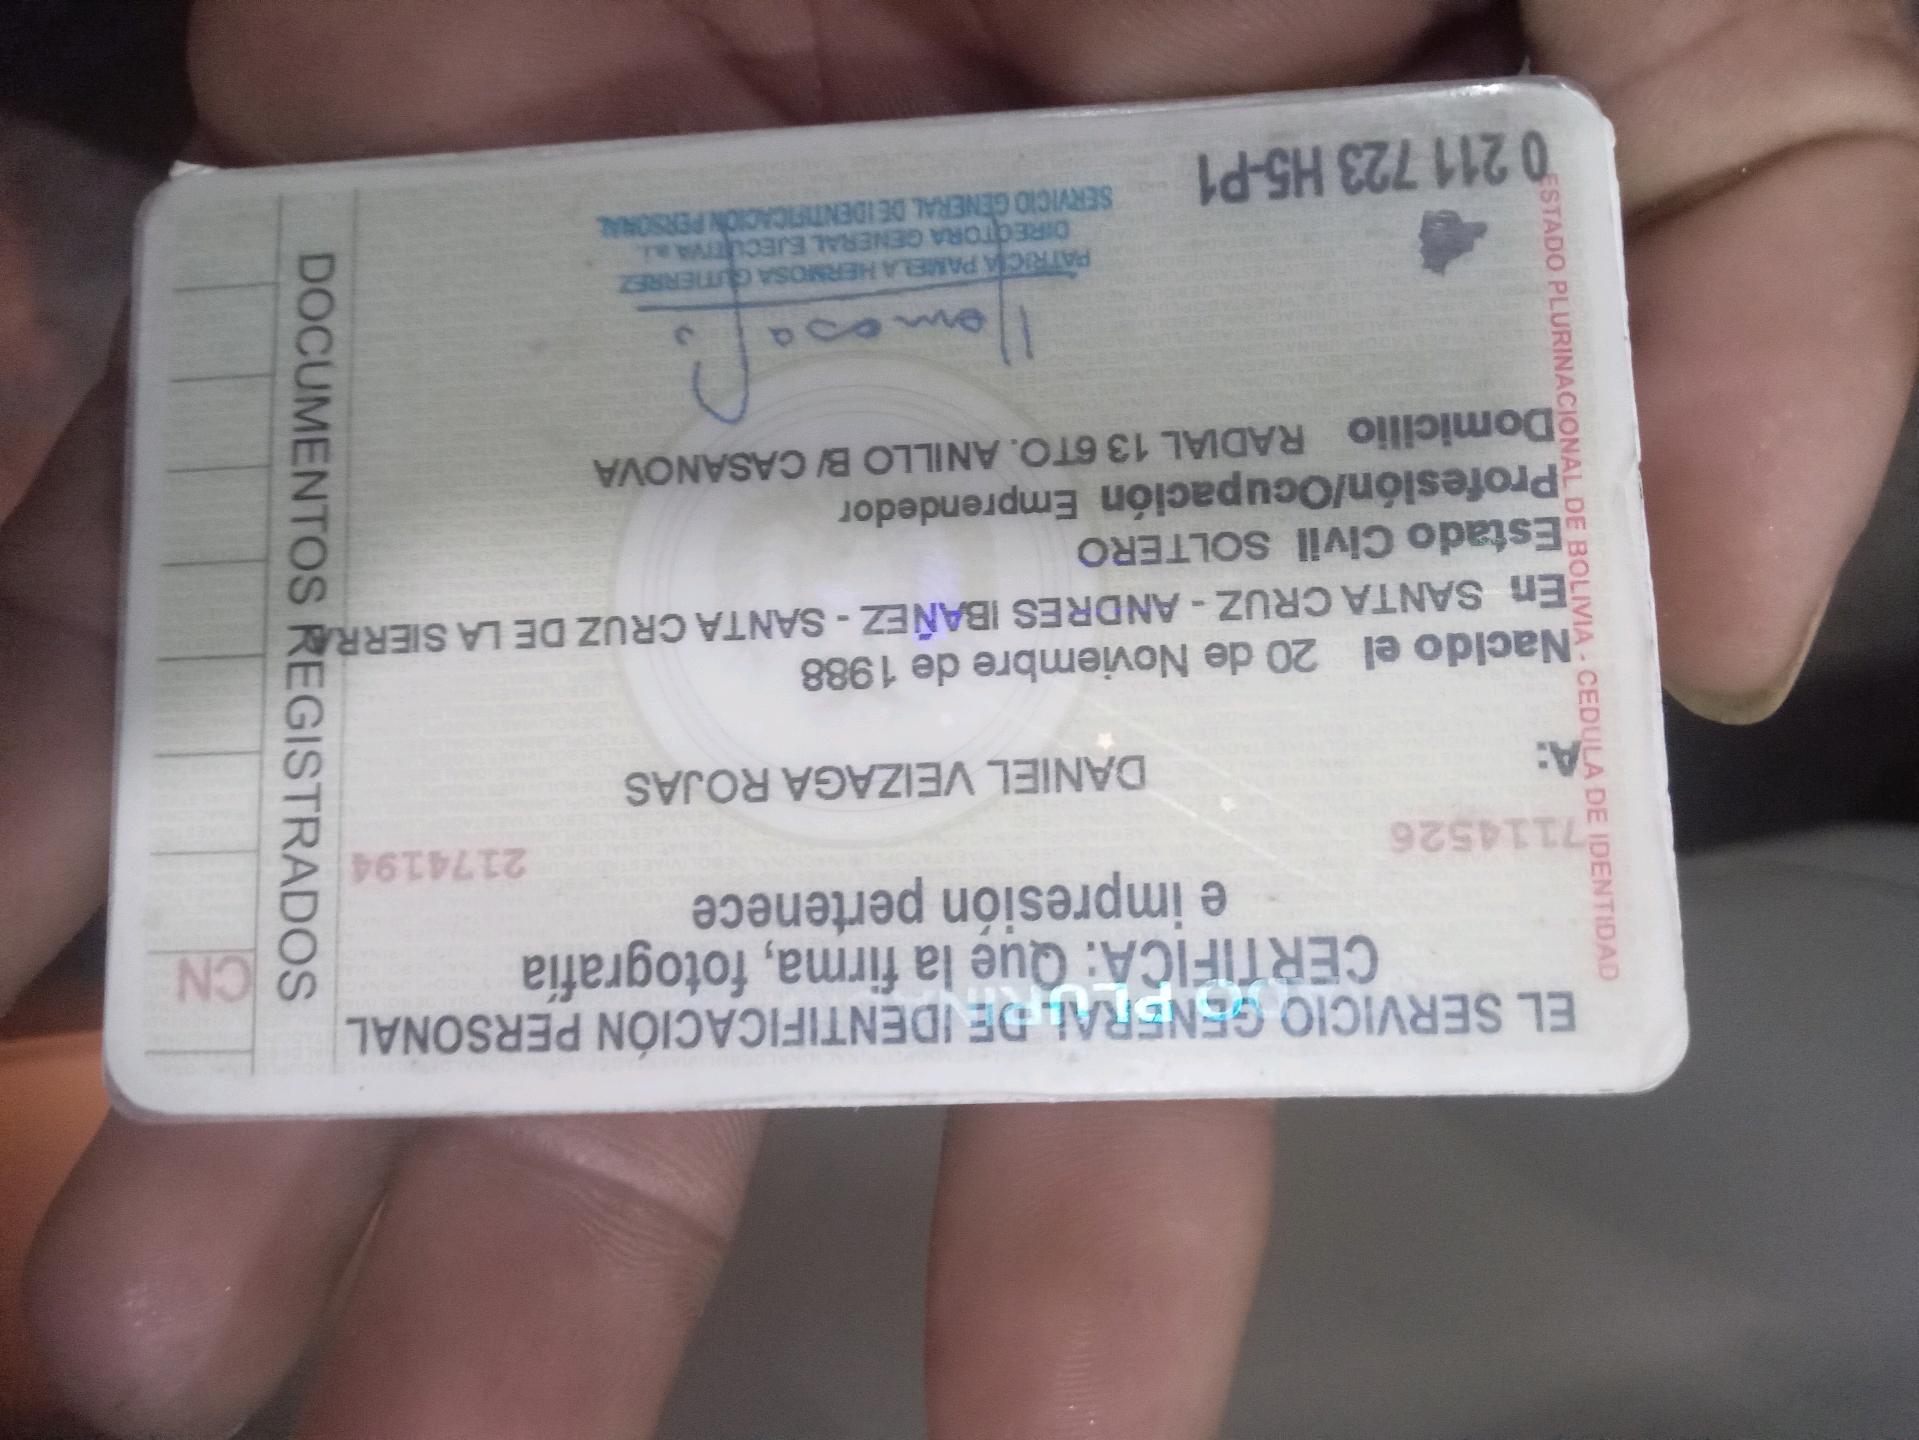 EL SERVICIO GENERAL DE IDENTIFICACIÓN PERSONAL
CERTIFICA: Que la firma, fotografía
e impresión pertenece
7114526
2174194
A: DANIEL VEIZAGA ROJAS
Nacido el 20 de Noviembre de 1988
En SANTA CRUZ - ANDRES IBAÑEZ - SANTA CRUZ DE LA SIERRA
Estado Civil SOLTERO
Profesión/Ocupación Emprendedor
Domicilio RADIAL 13 6TO. ANILLO B/ CASANOVA
PATRICIA PAMELA HERMOSA GUTIERREZ
DIRECTORA GENERAL EJECUTIVA a.i.
SERVICIO GENERAL DE IDENTIFICACION PERSONAL
0 211 723 H5-P1
ESTADO PLURINACIONAL DE BOLIVIA - CEDULA DE IDENTIDAD
DOCUMENTOS REGISTRADOS
CN